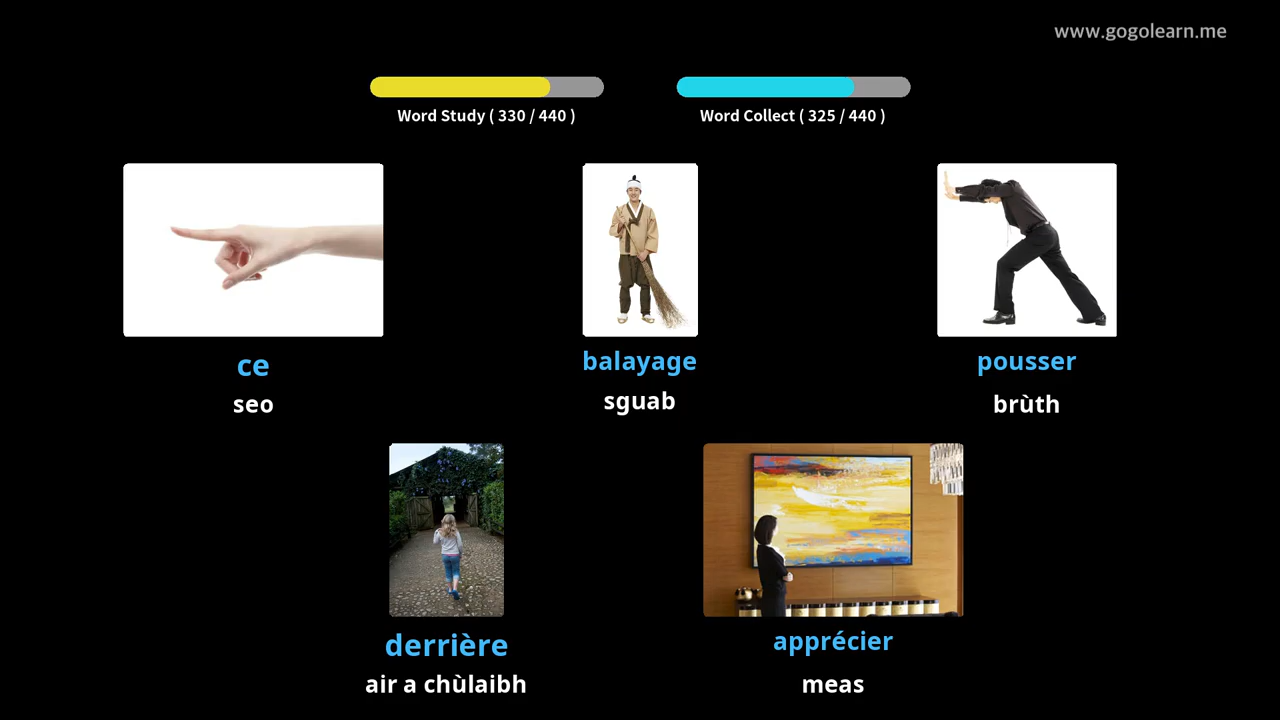 www.gogolearn.me
Word Study ( 330 / 440 )
Word Collect ( 325 / 440 )
ce
seo
balayage
sguab
pousser
brùth
derrière
air a chùlaibh
apprécier
meas